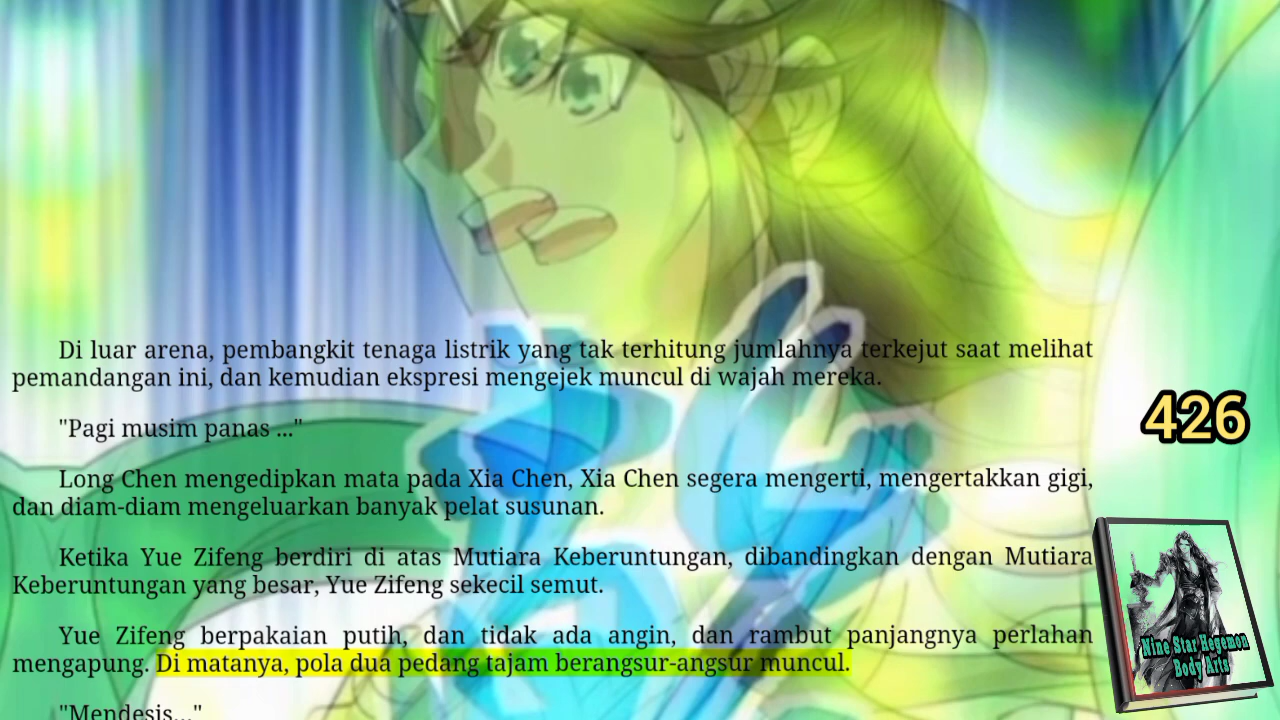 Di luar arena, pembangkit tenaga listrik yang tak terhitung jumlahnya terkejut saat melihat
pemandangan ini, dan kemudian ekspresi mengejek muncul di wajah mereka.
"Pagi musim panas ..."
Long Chen mengedipkan mata pada Xia Chen, Xia Chen segera mengerti, mengertakkan gigi,
dan diam-diam mengeluarkan banyak pelat susunan.
Ketika Yue Zifeng berdiri di atas Mutiara Keberuntungan, dibandingkan dengan Mutiara
Keberuntungan yang besar, Yue Zifeng sekecil semut.
Yue Zifeng berpakaian putih, dan tidak ada angin, dan rambut panjangnya perlahan
mengapung. Di matanya, pola dua pedang tajam berangsur-angsur muncul.
"Mendesis..."
426
Nine Star Hegemon
Body Arts